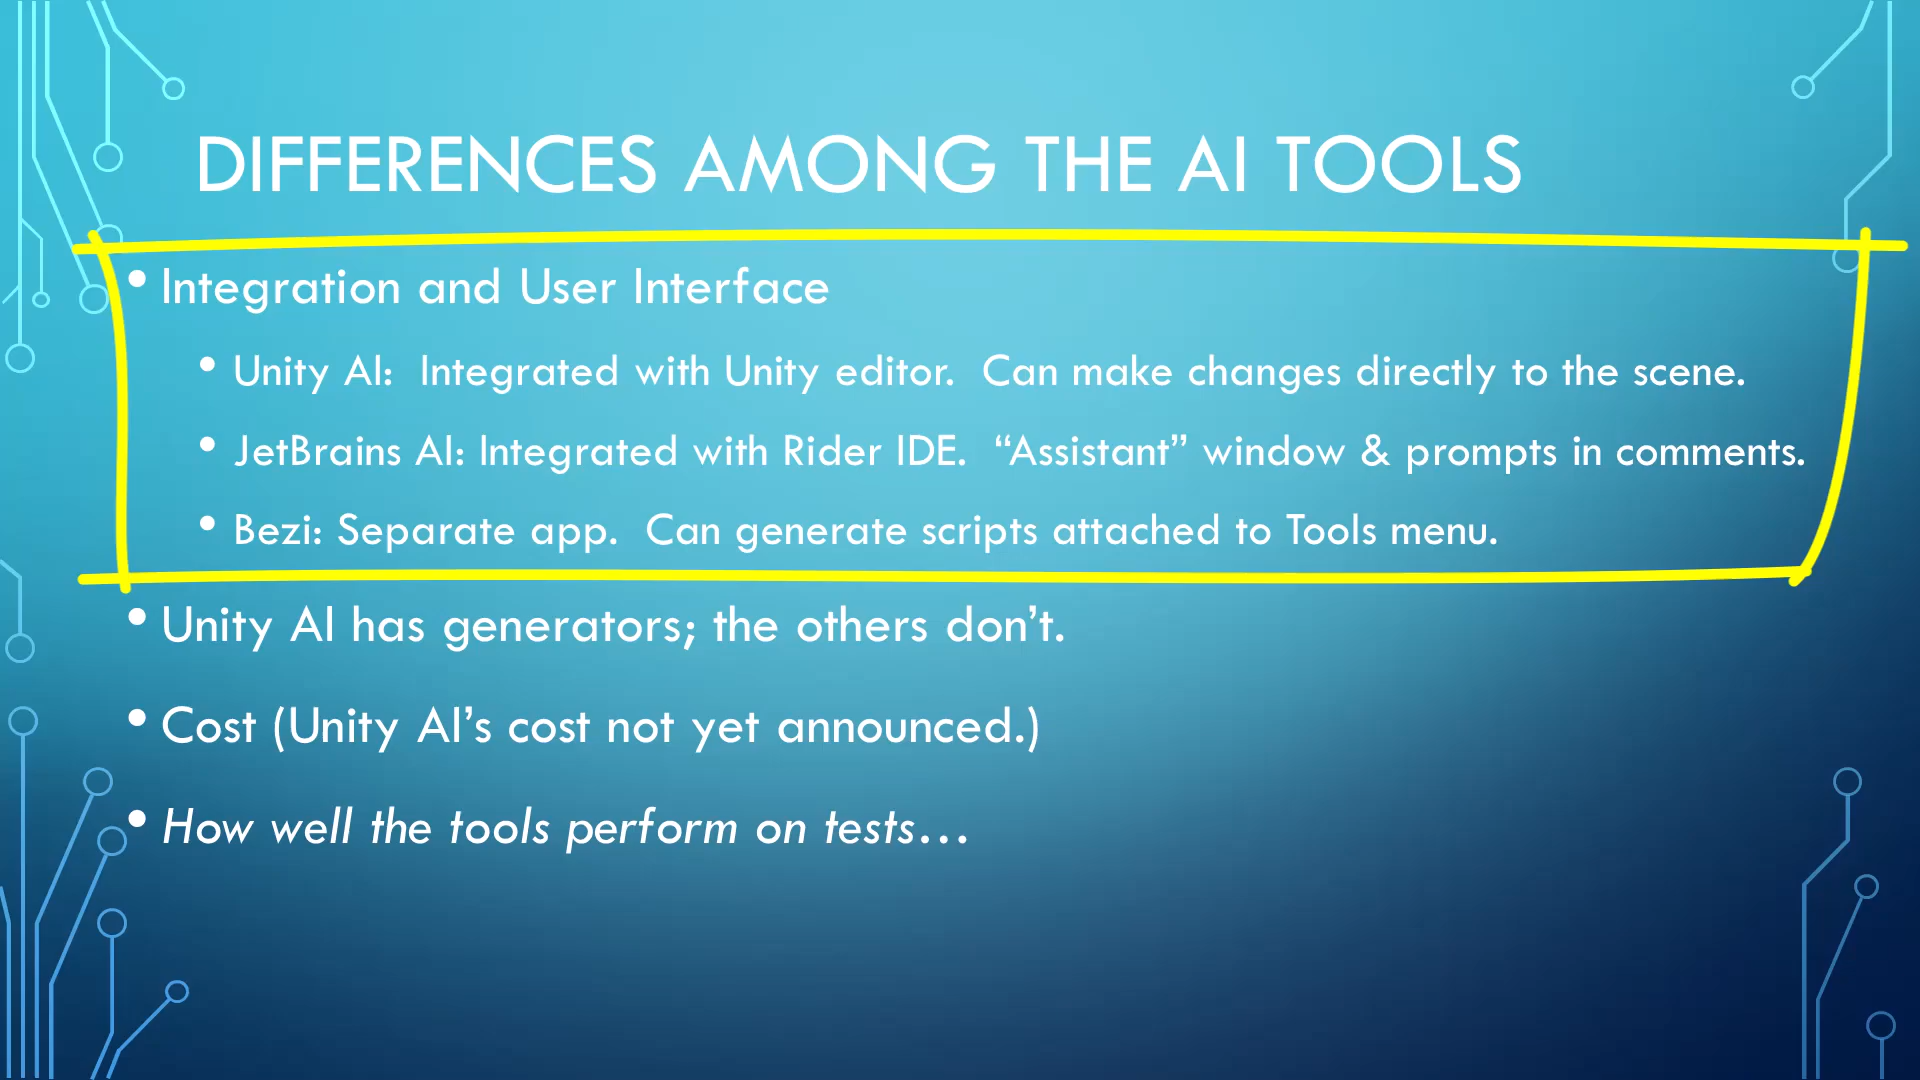 DIFFERENCES AMONG THE AI TOOLS
• Integration and User Interface
• Unity AI:  Integrated with Unity editor.  Can make changes directly to the scene.
• JetBrains AI: Integrated with Rider IDE.  “Assistant” window & prompts in comments.
• Bezi: Separate app.  Can generate scripts attached to Tools menu.
• Unity AI has generators; the others don’t.
• Cost (Unity AI’s cost not yet announced.)
• How well the tools perform on tests…